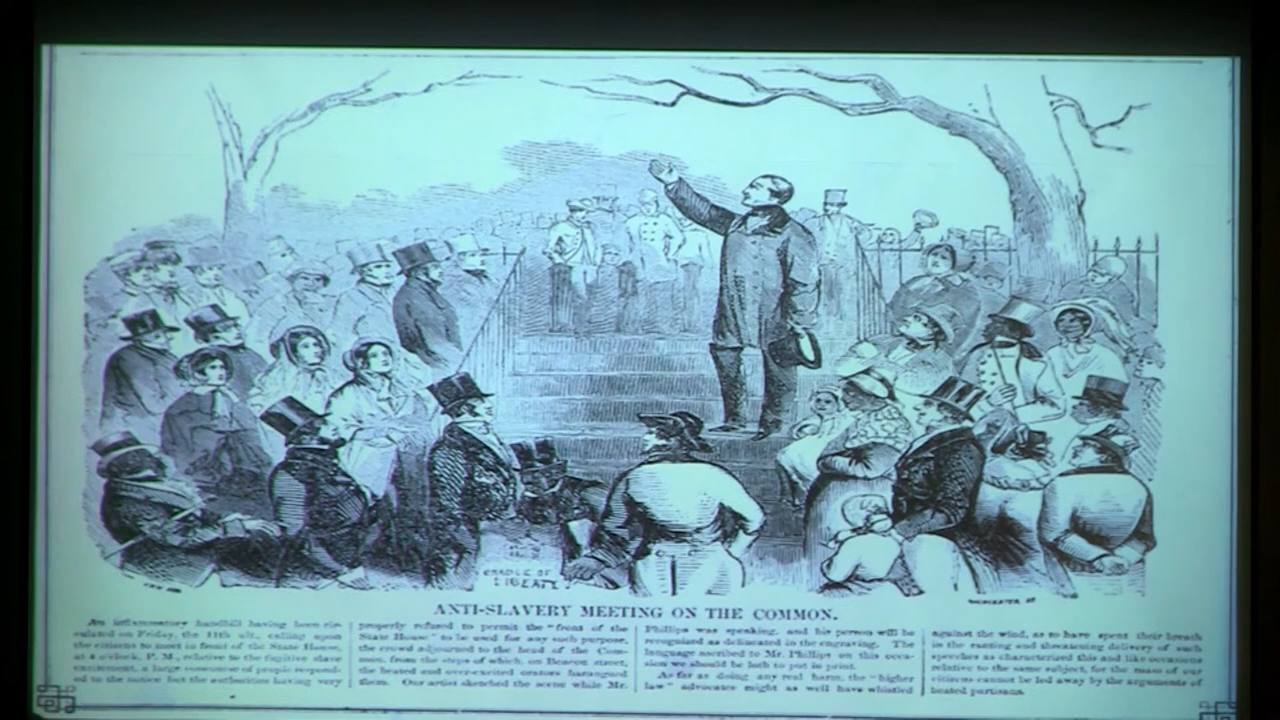 CRADLE OF
LIBERTY
WORCESTER SC
ANTI-SLAVERY MEETING ON THE COMMON.
An inflammatory handbill having been cir-
culated on Friday, the 11th ult., calling upon
the citizens to meet in front of the State House,
at 4 o'clock, P. M., relative to the fugitive slave
excitement, a large concourse of people respond-
ed to the notice but the authorities having very
properly refused to permit the "front of the
State House" to be used for any such purpose,
the crowd adjourned to the head of the Com-
mon, from the steps of which, on Beacon street,
the heated and over-excited orators harangued
them. Our artist sketched the scene while Mr.
Phillips was speaking, and his person will be
recognized as delineated in the engraving. The
language ascribed to Mr. Phillips on this occa-
sion we should be loth to put in print.
As far as doing any real harm, the "higher
law" advocates might as well have whistled
against the wind, as to have spent their breath
in the ranting and threatening delivery of such
speeches as characterized this and like occasions
relative to the subject, for the mass of our
citizens cannot be led away by the arguments of
heated partizans.